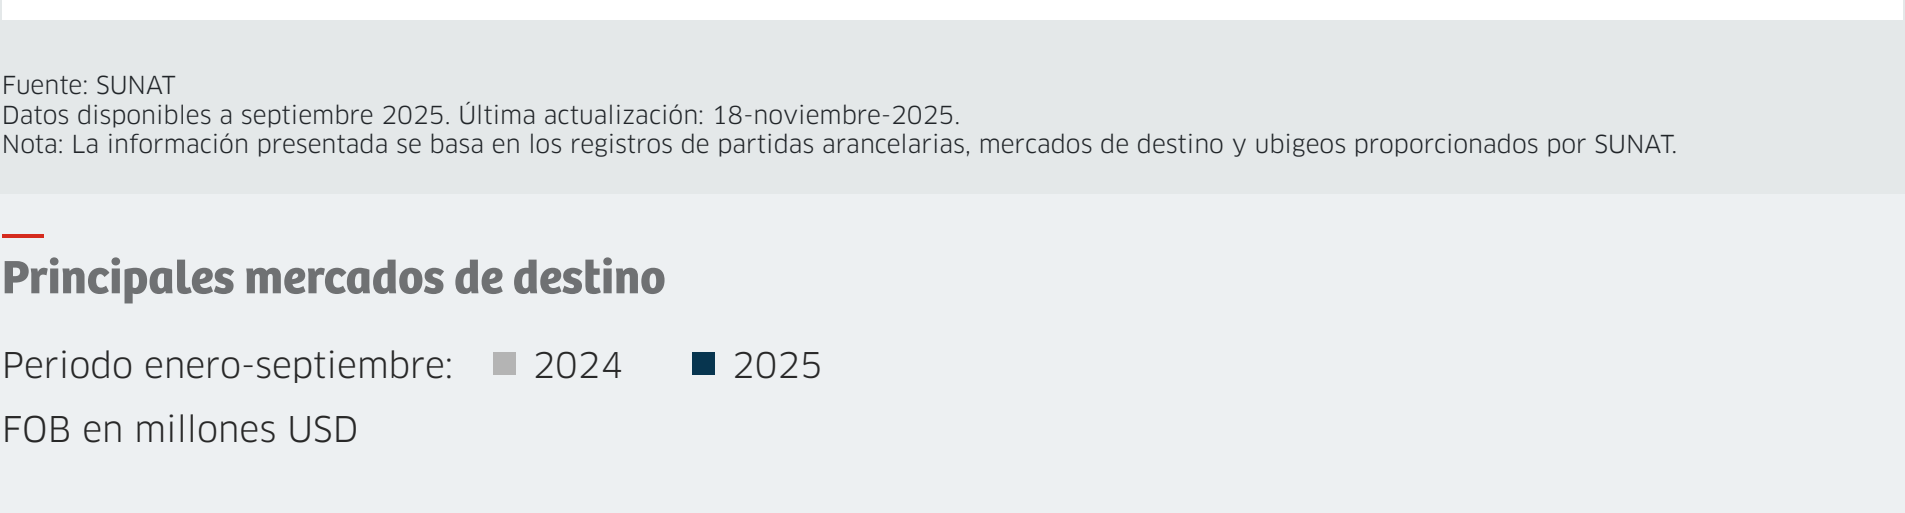 Fuente: SUNAT
Datos disponibles a septiembre 2025. Última actualización: 18-noviembre-2025.
Nota: La información presentada se basa en los registros de partidas arancelarias, mercados de destino y ubigeos proporcionados por SUNAT.
Principales mercados de destino
Periodo enero-septiembre: 2024 2025
FOB en millones USD